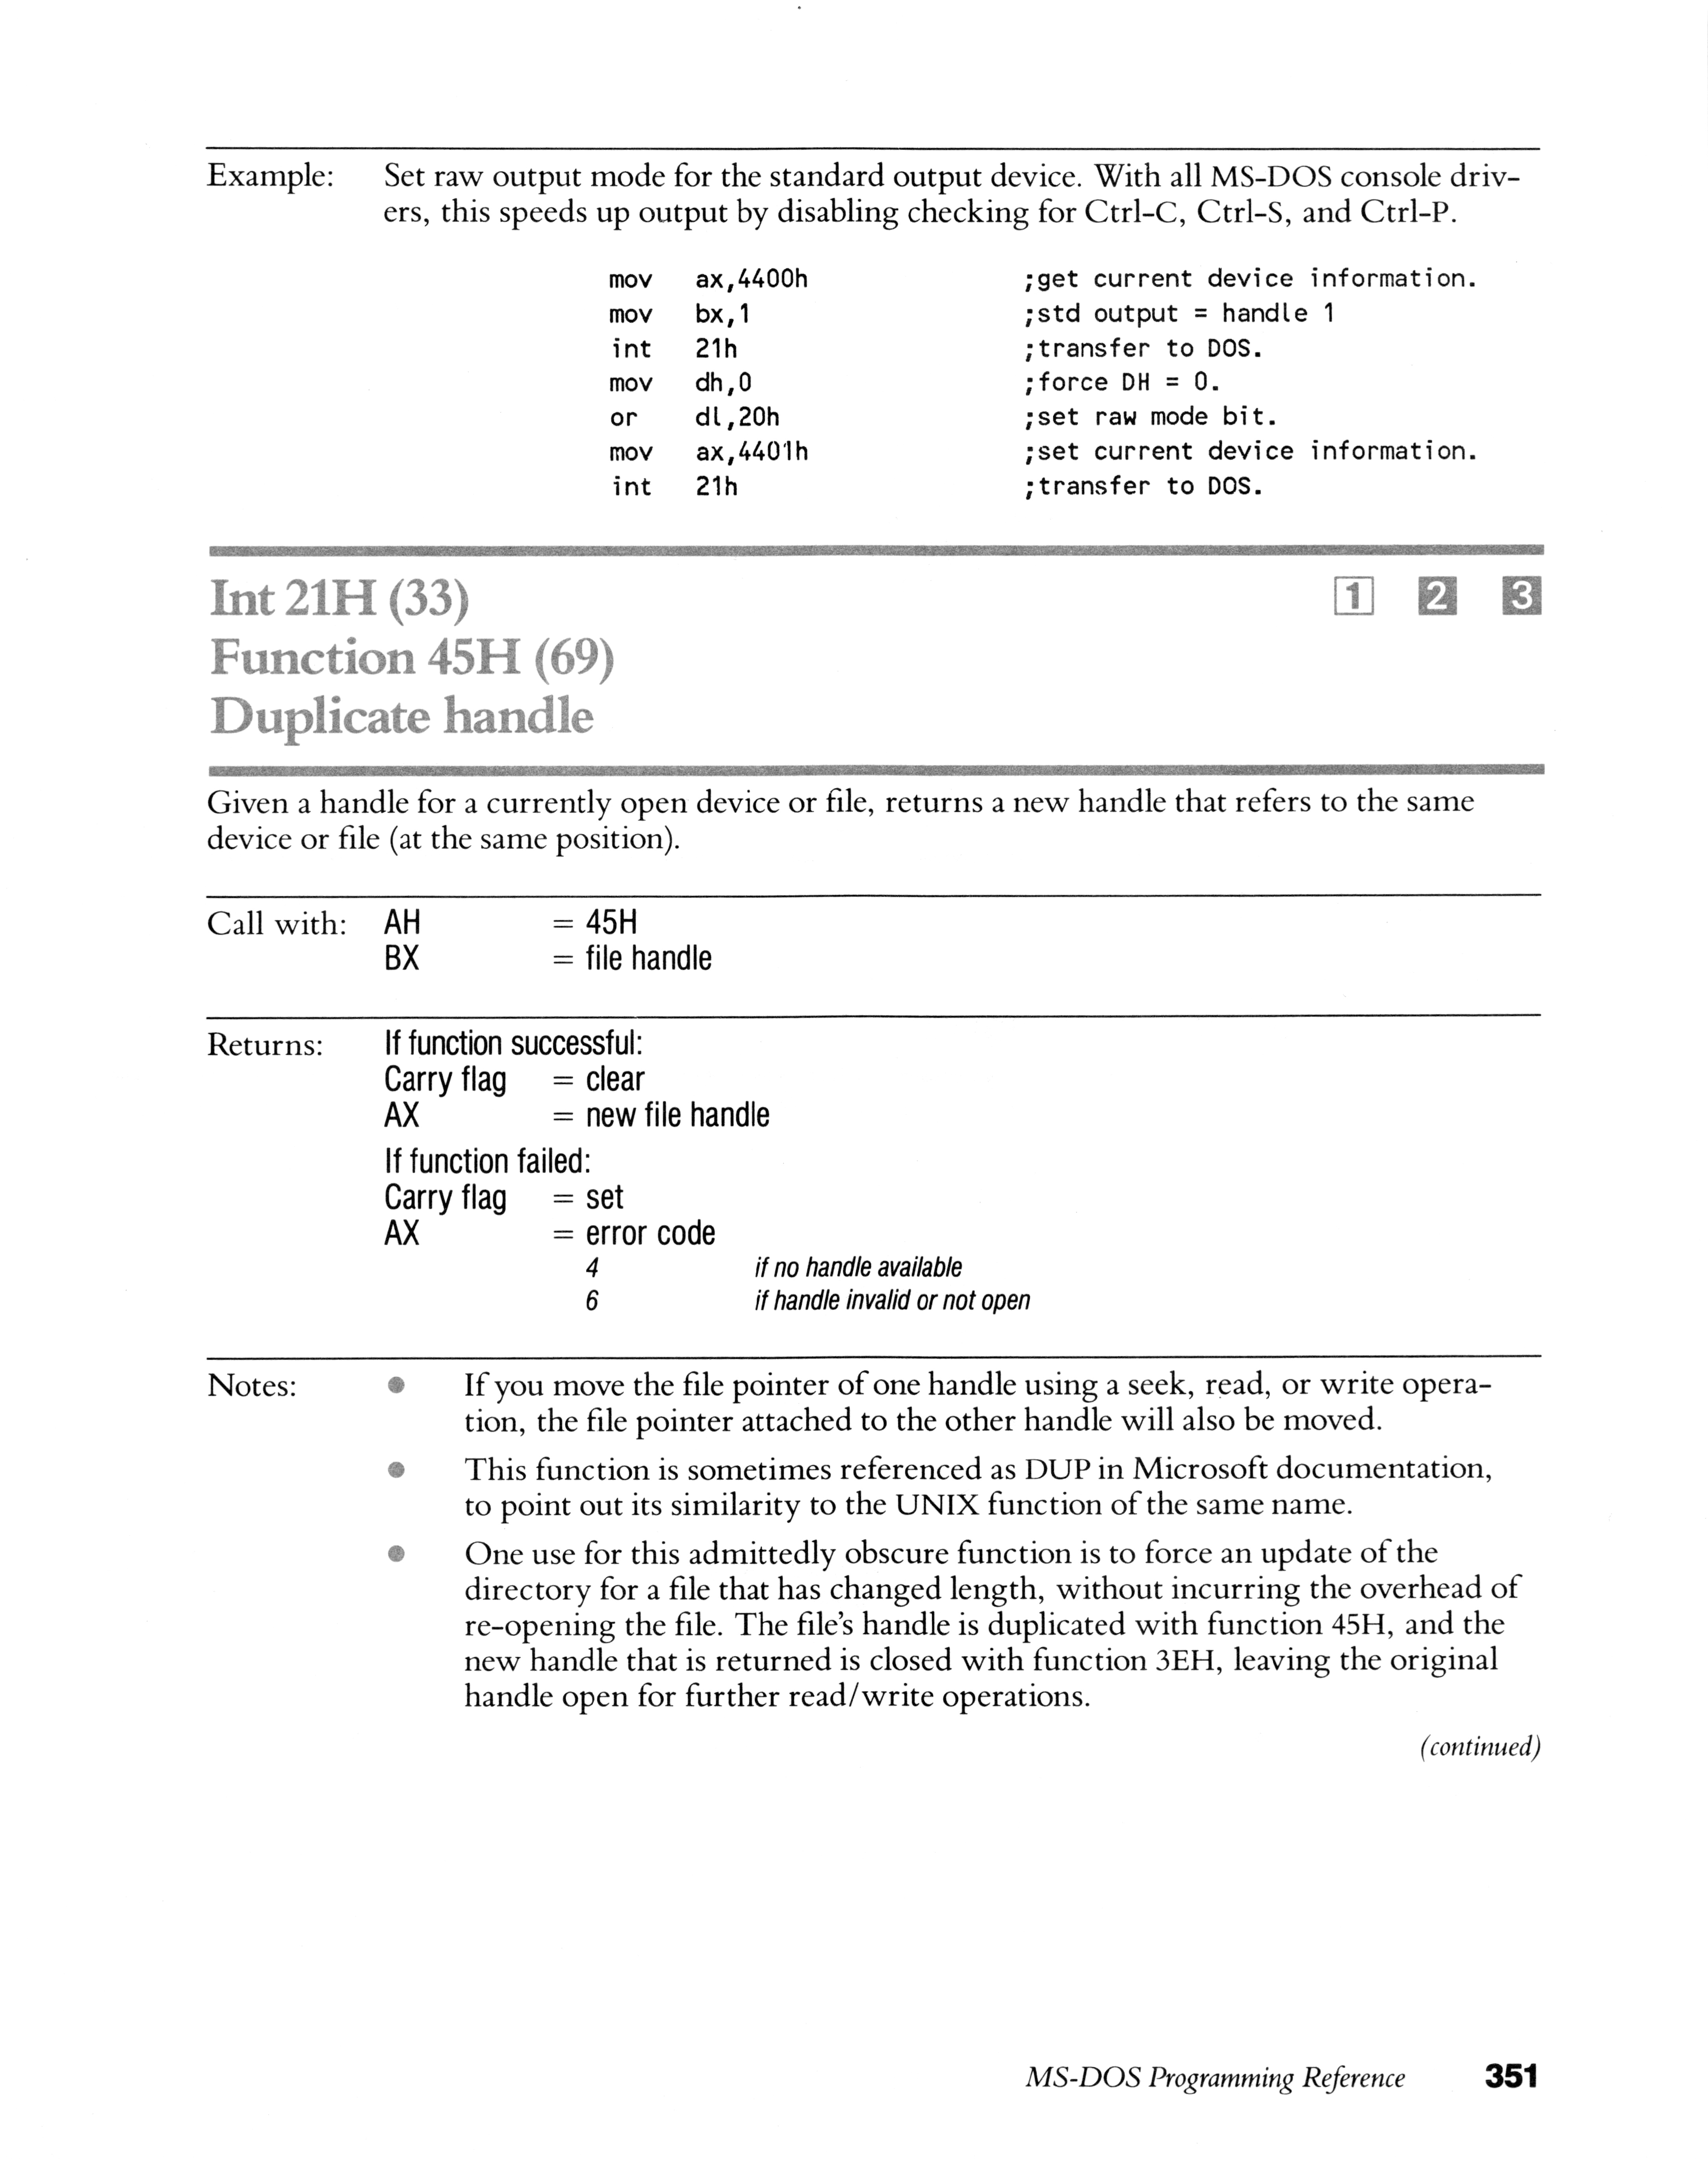 Example: Set raw output mode for the standard output device. With all MS-DOS console driv-
ers, this speeds up output by disabling checking for Ctrl-C, Ctrl-S, and Ctrl-P.
mov ax,4400h ;get current device information.
mov bx,1 ;std output = handle 1
int 21h ;transfer to DOS.
mov dh,0 ;force DH = 0.
or dl,20h ;set raw mode bit.
mov ax,4401h ;set current device information.
int 21h ;transfer to DOS.
Int 21H (33) 1 2 3
Function 45H (69)
Duplicate handle
Given a handle for a currently open device or file, returns a new handle that refers to the same
device or file (at the same position).
Call with: AH = 45H
BX = file handle
Returns: If function successful:
Carry flag = clear
AX = new file handle
If function failed:
Carry flag = set
AX = error code
4 if no handle available
6 if handle invalid or not open
Notes: ● If you move the file pointer of one handle using a seek, read, or write opera-
tion, the file pointer attached to the other handle will also be moved.
● This function is sometimes referenced as DUP in Microsoft documentation,
to point out its similarity to the UNIX function of the same name.
● One use for this admittedly obscure function is to force an update of the
directory for a file that has changed length, without incurring the overhead of
re-opening the file. The file's handle is duplicated with function 45H, and the
new handle that is returned is closed with function 3EH, leaving the original
handle open for further read/write operations.
(continued)
MS-DOS Programming Reference 351